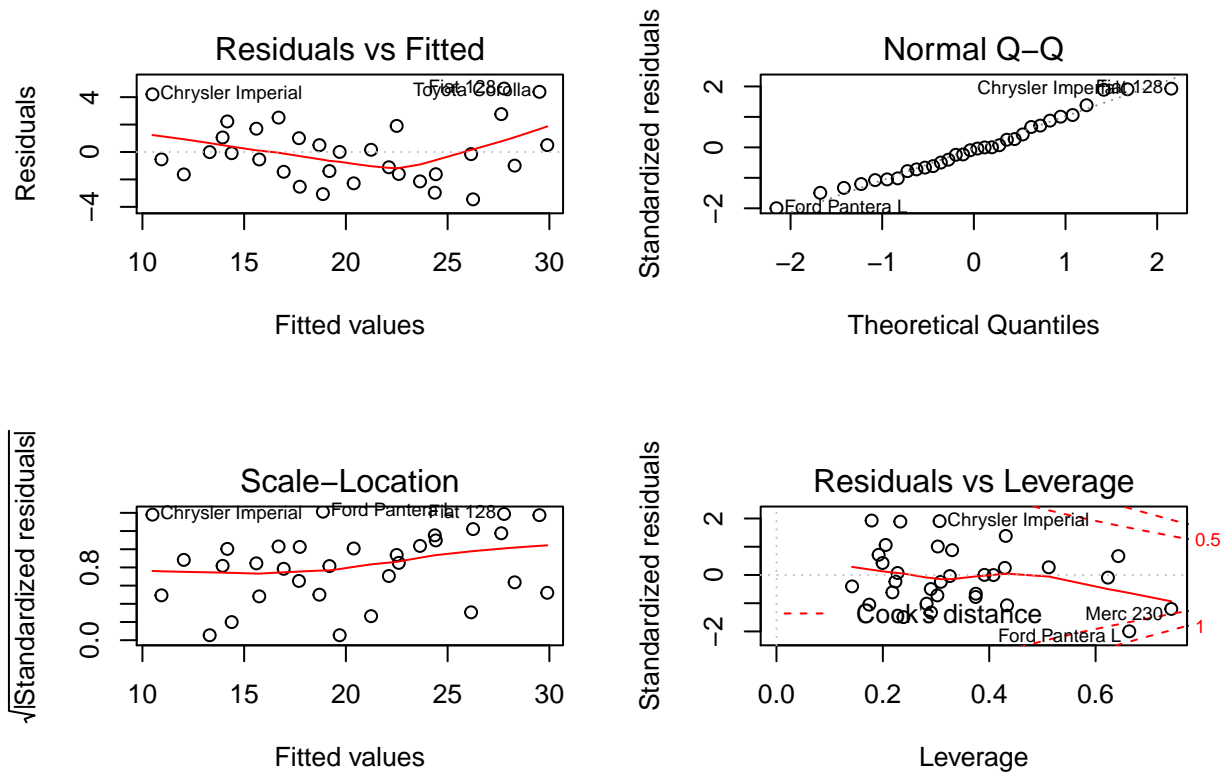 Residuals vs Fitted
Residuals
4
0
−4
Chrysler Imperial
Fiat 128
Toyota Corolla
10 15 20 25 30
Fitted values
Normal Q−Q
Standardized residuals
2
0
−2
Chrysler Imperial
Fiat 128
Ford Pantera L
−2 −1 0 1 2
Theoretical Quantiles
Scale−Location
√|Standardized residuals|
0.8
0.0
Chrysler Imperial
Ford Pantera L
Fiat 128
10 15 20 25 30
Fitted values
Residuals vs Leverage
Standardized residuals
2
0
−2
Chrysler Imperial
0.5
Merc 230
1
Cook's distance
Ford Pantera L
0.0 0.2 0.4 0.6
Leverage